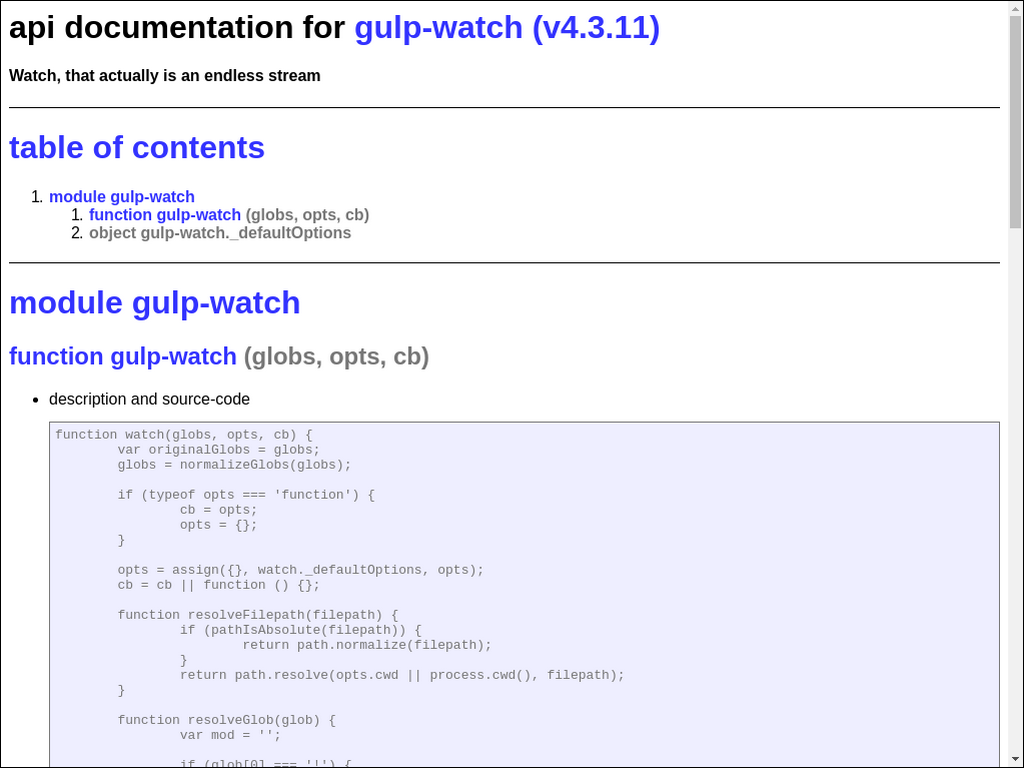 api documentation for gulp-watch (v4.3.11)
Watch, that actually is an endless stream
table of contents
1. module gulp-watch
1. function gulp-watch (globs, opts, cb)
2. object gulp-watch._defaultOptions
module gulp-watch
function gulp-watch (globs, opts, cb)
• description and source-code
function watch(globs, opts, cb) {
var originalGlobs = globs;
globs = normalizeGlobs(globs);
if (typeof opts === 'function') {
cb = opts;
opts = {};
}
opts = assign({}, watch._defaultOptions, opts);
cb = cb || function () {};
function resolveFilepath(filepath) {
if (pathIsAbsolute(filepath)) {
return path.normalize(filepath);
}
return path.resolve(opts.cwd || process.cwd(), filepath);
}
function resolveGlob(glob) {
var mod = '';
if (glob[0] === '!') {